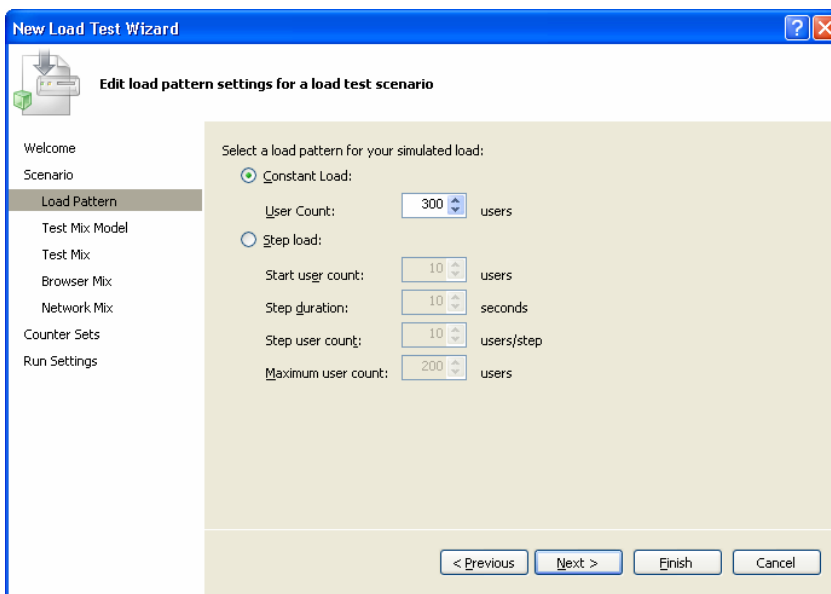 New Load Test Wizard
Edit load pattern settings for a load test scenario
Welcome
Scenario
Load Pattern
Test Mix Model
Test Mix
Browser Mix
Network Mix
Counter Sets
Run Settings
Select a load pattern for your simulated load:
Constant Load:
User Count: 300 users
Step load:
Start user count: 10 users
Step duration: 10 seconds
Step user count: 10 users/step
Maximum user count: 200 users
< Previous Next > Finish Cancel